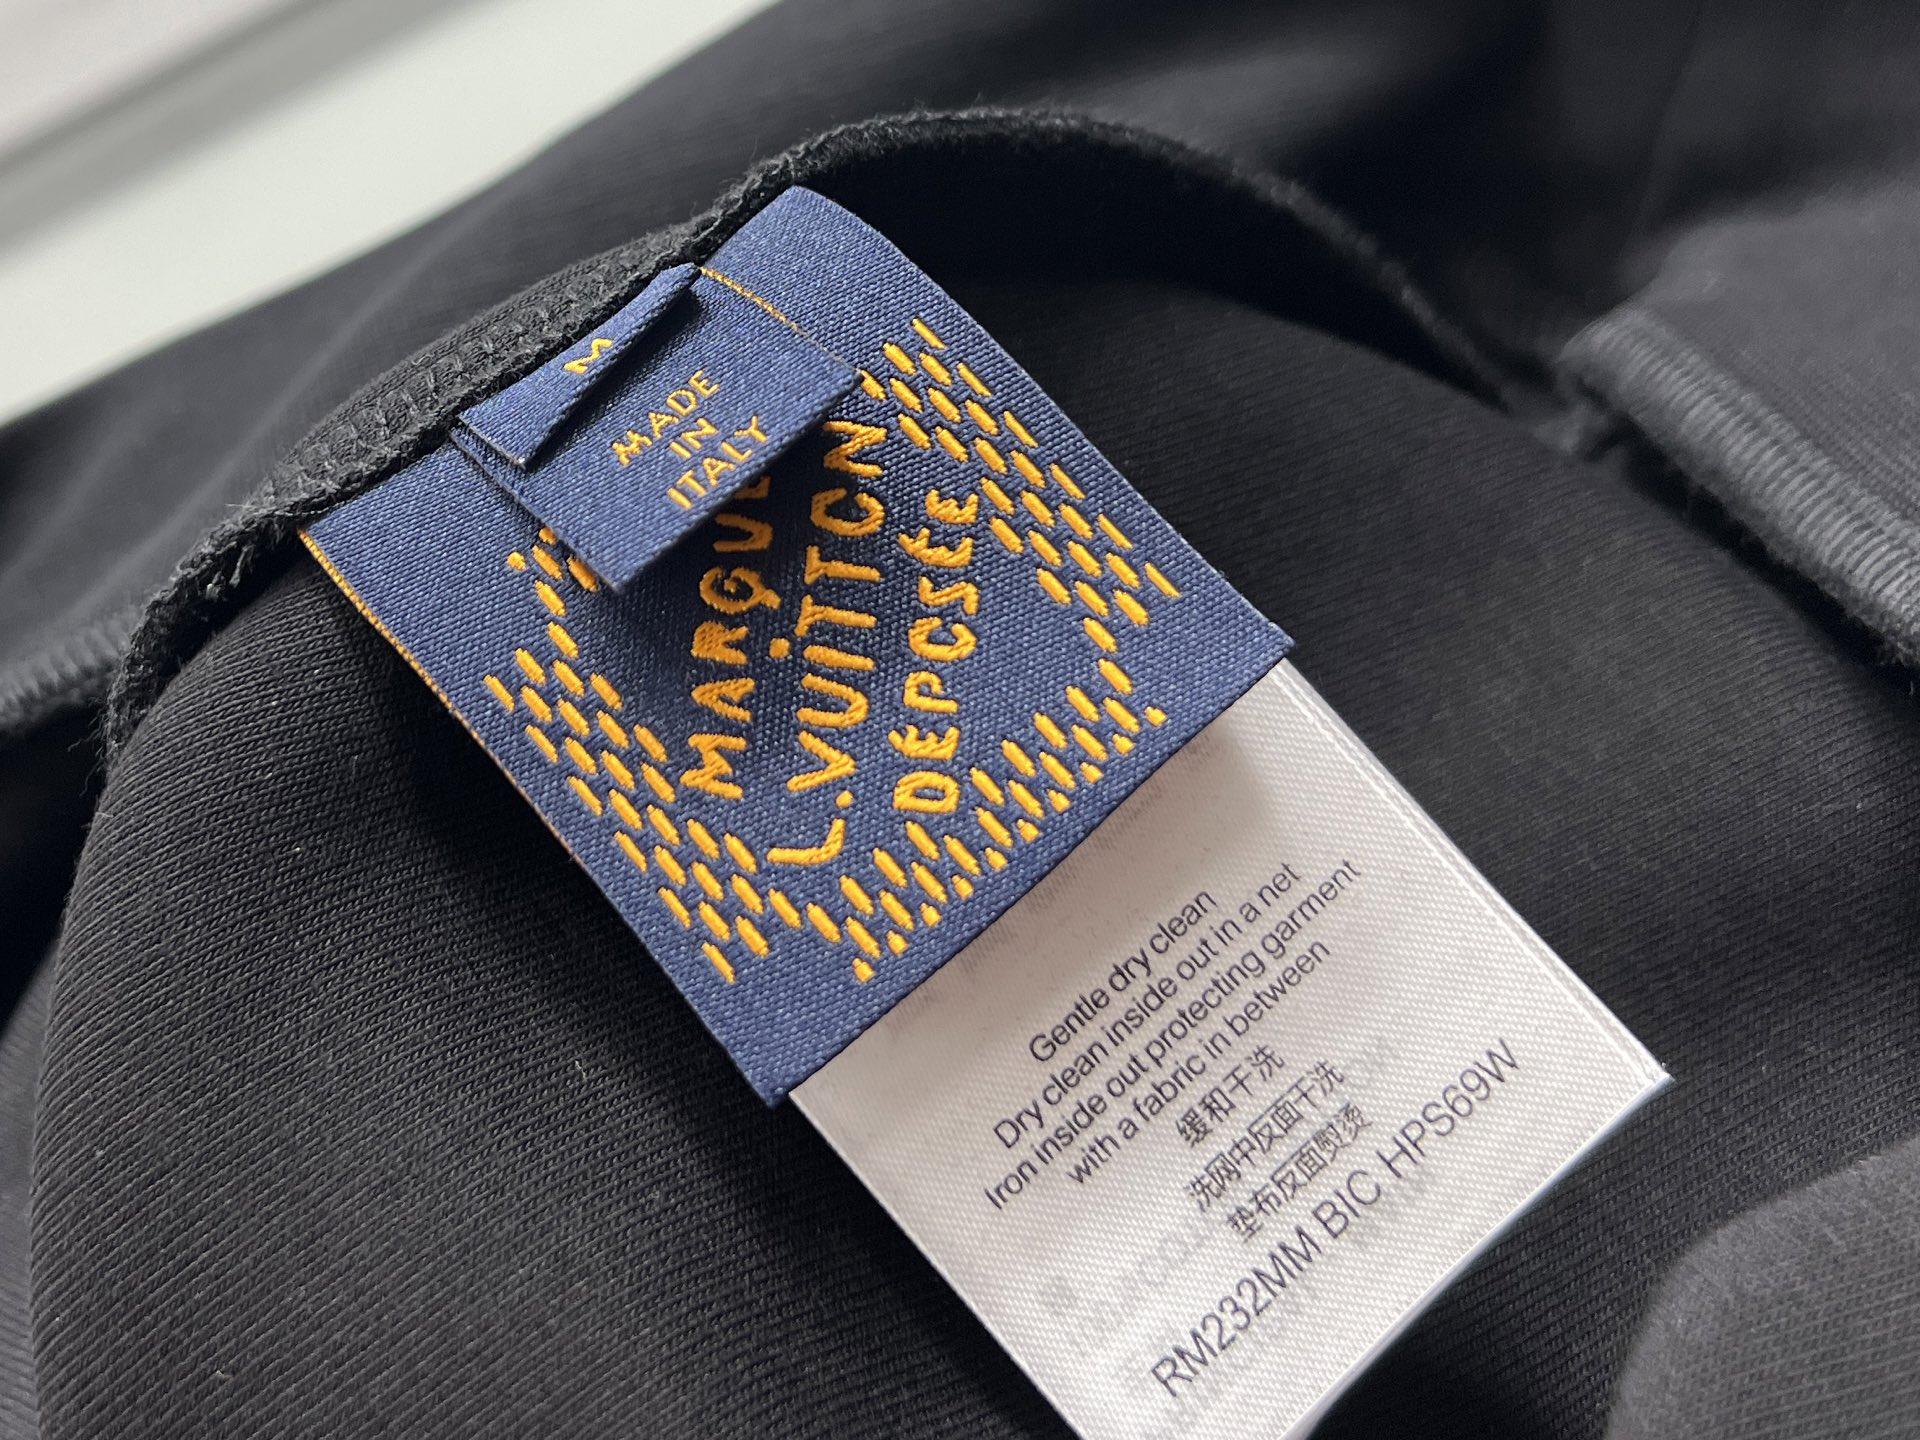 M
MADE
IN
ITALY
MARQUE
L.VUITTON
DEPOSEE
Gentle dry clean
Dry clean inside out in a net
Iron inside out protecting garment
with a fabric in between
缓和干洗
洗网中反面干洗
垫布反面熨烫
RM232MM BIC HPS69W